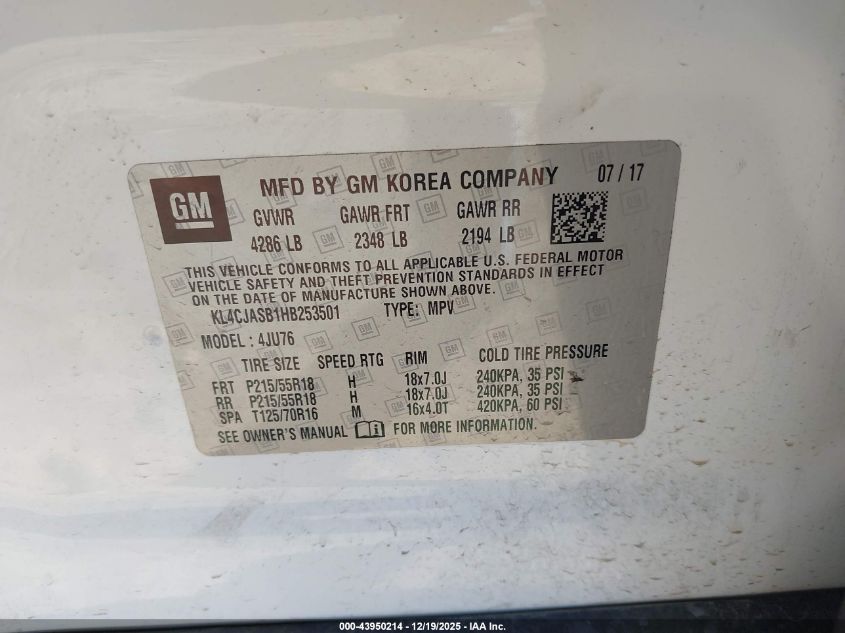 GM MFD BY GM KOREA COMPANY 07 / 17
GVWR GAWR FRT GAWR RR
4286 LB 2348 LB 2194 LB
THIS VEHICLE CONFORMS TO ALL APPLICABLE U.S. FEDERAL MOTOR
VEHICLE SAFETY AND THEFT PREVENTION STANDARDS IN EFFECT
ON THE DATE OF MANUFACTURE SHOWN ABOVE.
KL4CJASB1HB253501 TYPE: MPV
MODEL: 4JU76
TIRE SIZE SPEED RTG RIM COLD TIRE PRESSURE
FRT P215/55R18 H 18x7.0J 240KPA, 35 PSI
RR P215/55R18 H 18x7.0J 240KPA, 35 PSI
SPA T125/70R16 M 16x4.0T 420KPA, 60 PSI
SEE OWNER'S MANUAL FOR MORE INFORMATION.
000-43950214 - 12/19/2025 - IAA Inc.